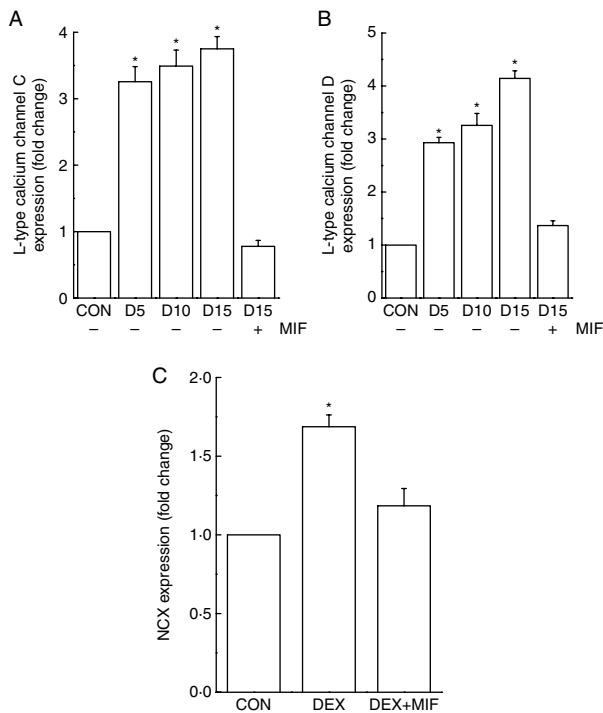 A
L-type calcium channel C
expression (fold change)
4
3
2
1
0
*
*
*
CON D5 D10 D15 D15
– – – – + MIF
B
L-type calcium channel D
expression (fold change)
5
4
3
2
1
0
*
*
*
CON D5 D10 D15 D15
– – – – + MIF
C
NCX expression (fold change)
2·0
1·5
1·0
0·5
0·0
*
CON DEX DEX+MIF